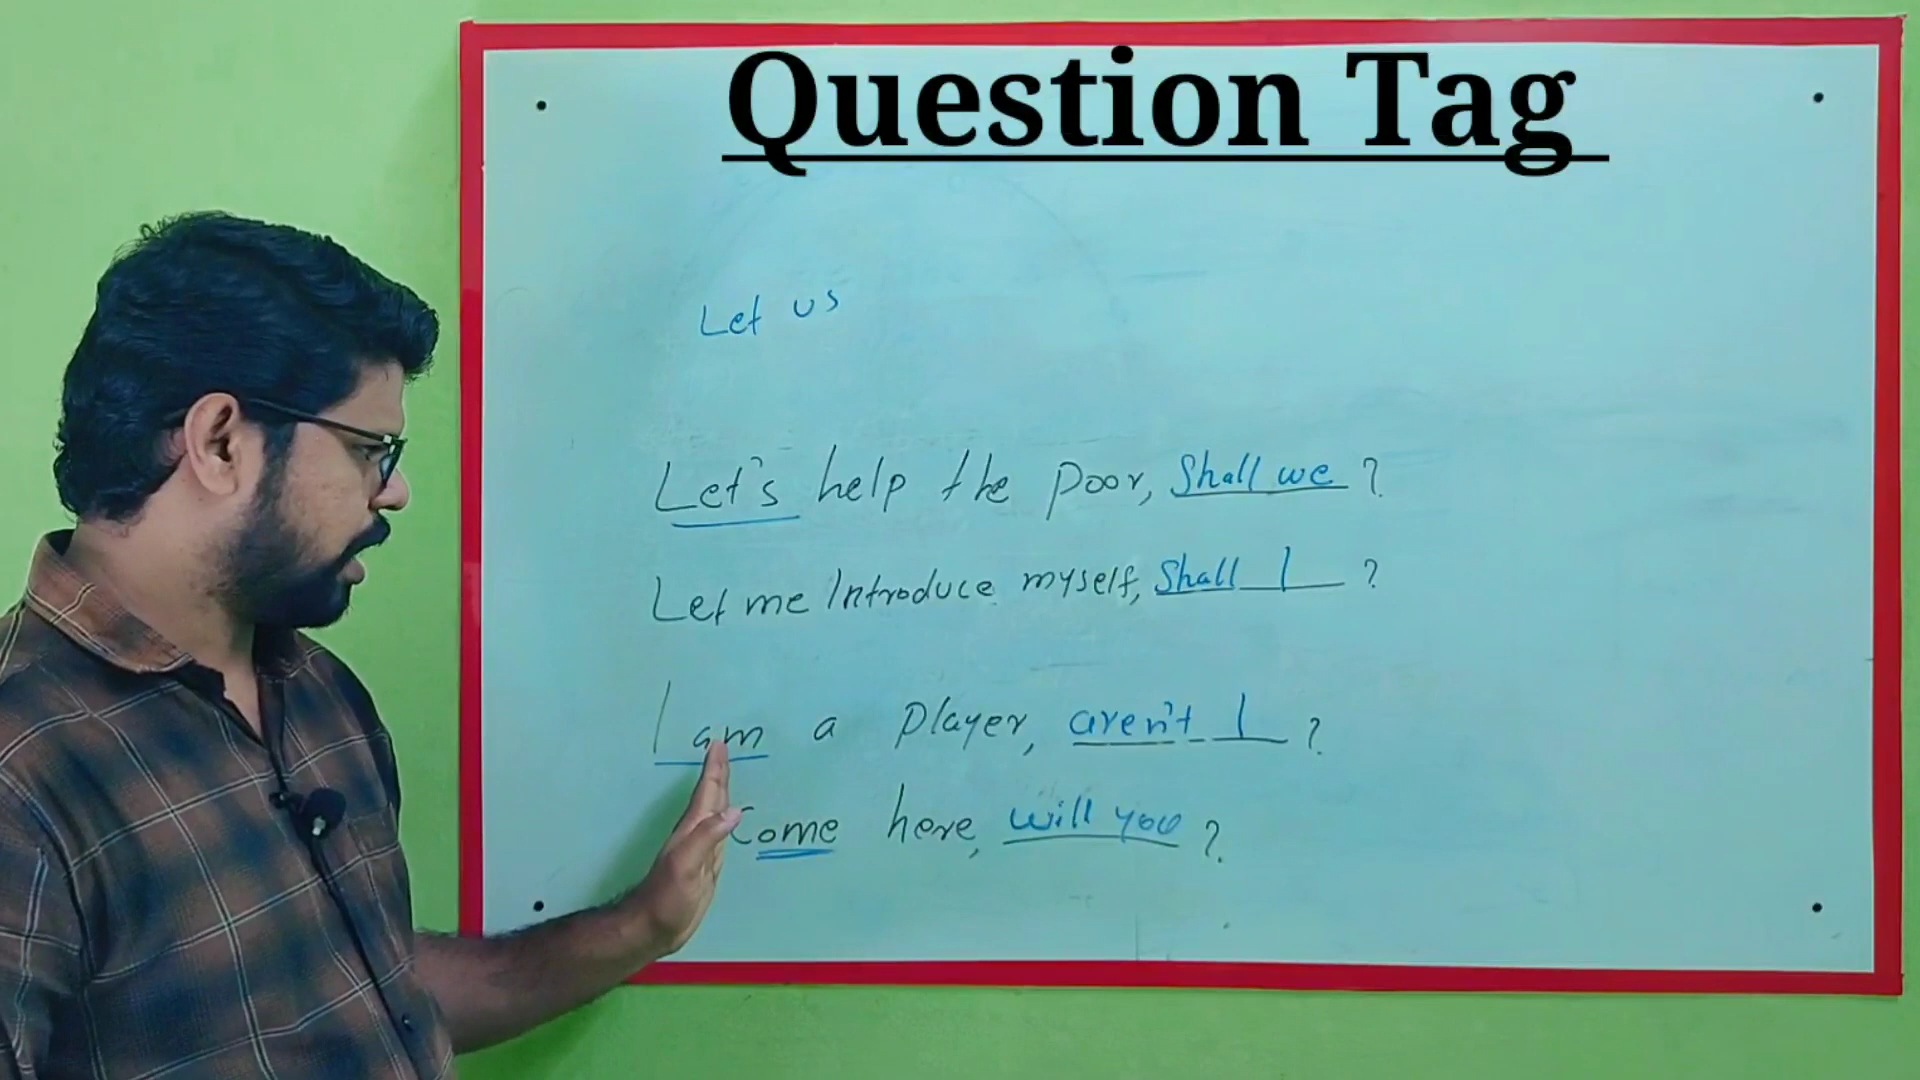 Question Tag
Let us
Let's help the poor, Shall we ?
Let me Introduce myself, Shall I ?
I am a player, aren't I ?
Come here, will you ?